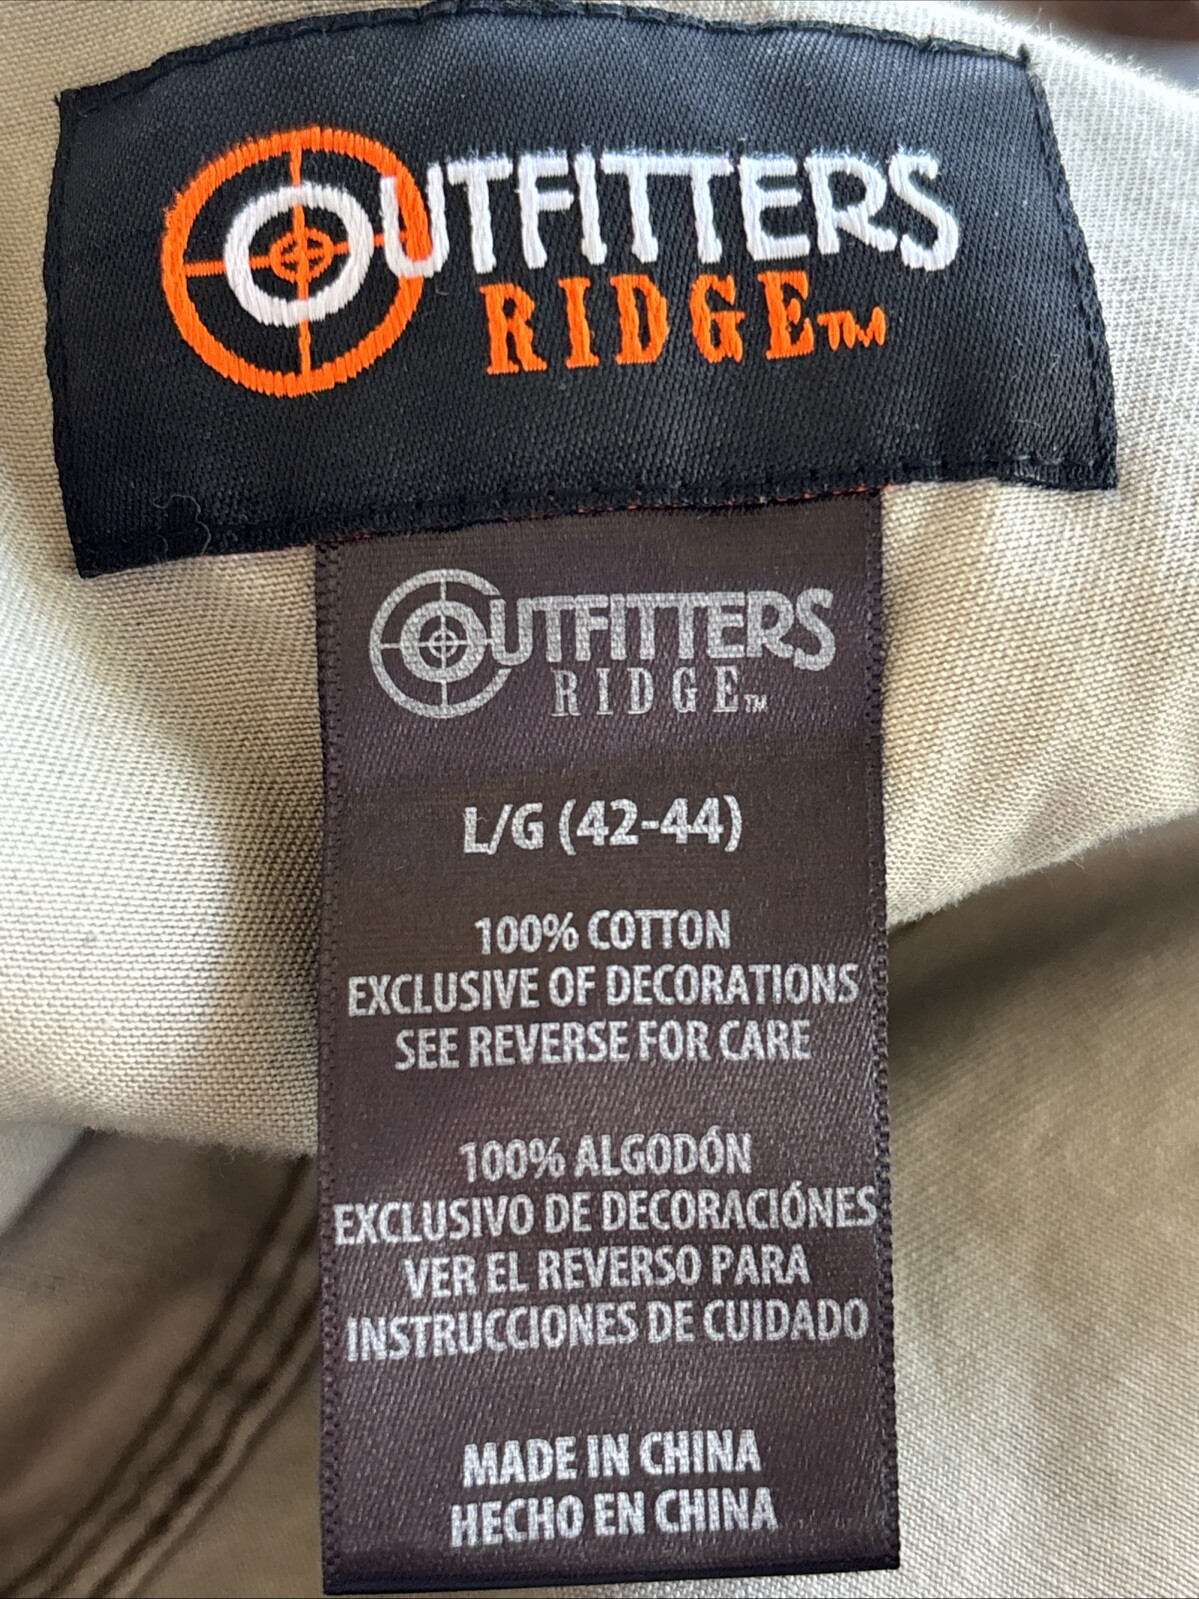 OUTFITTERS
RIDGE™
OUTFITTERS
RIDGE™
L/G (42-44)
100% COTTON
EXCLUSIVE OF DECORATIONS
SEE REVERSE FOR CARE
100% ALGODÓN
EXCLUSIVO DE DECORACIÓNES
VER EL REVERSO PARA
INSTRUCCIONES DE CUIDADO
MADE IN CHINA
HECHO EN CHINA